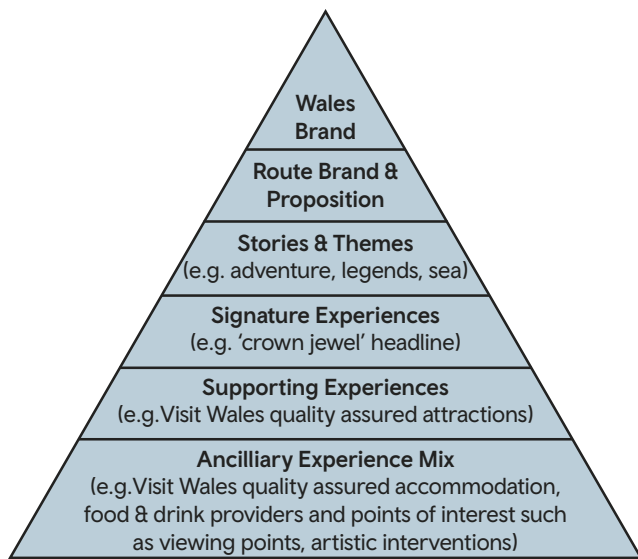 Wales
Brand
Route Brand &
Proposition
Stories & Themes
(e.g. adventure, legends, sea)
Signature Experiences
(e.g. ‘crown jewel’ headline)
Supporting Experiences
(e.g.Visit Wales quality assured attractions)
Ancilliary Experience Mix
(e.g.Visit Wales quality assured accommodation,
food & drink providers and points of interest such
as viewing points, artistic interventions)